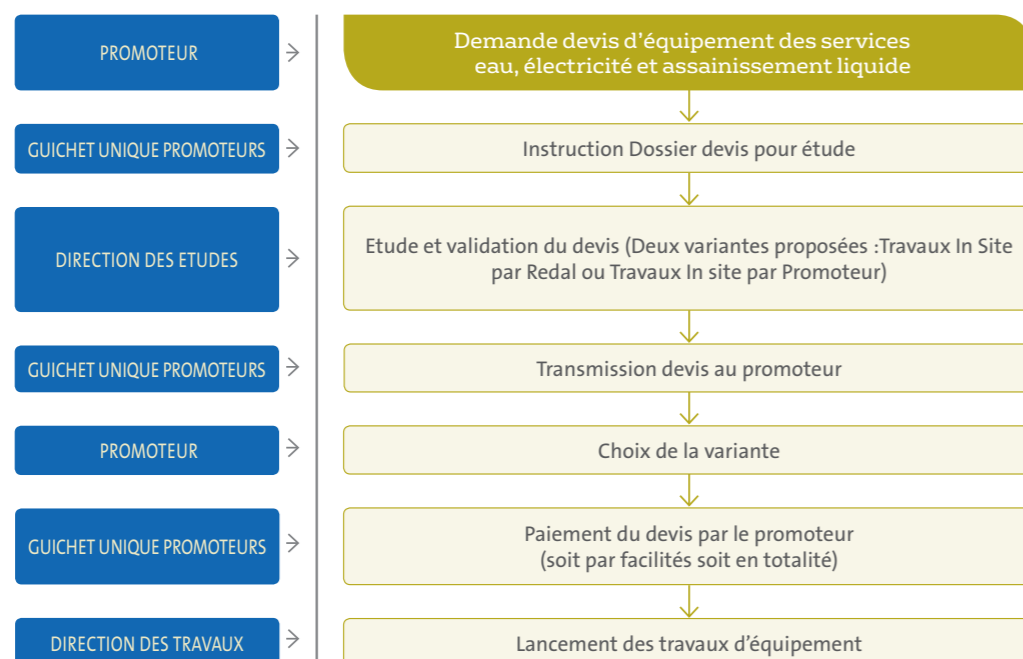 PROMOTEUR
Demande devis d’équipement des services
eau, électricité et assainissement liquide
GUICHET UNIQUE PROMOTEURS
Instruction Dossier devis pour étude
DIRECTION DES ETUDES
Etude et validation du devis (Deux variantes proposées :Travaux In Site
par Redal ou Travaux In site par Promoteur)
GUICHET UNIQUE PROMOTEURS
Transmission devis au promoteur
PROMOTEUR
Choix de la variante
GUICHET UNIQUE PROMOTEURS
Paiement du devis par le promoteur
(soit par facilités soit en totalité)
DIRECTION DES TRAVAUX
Lancement des travaux d’équipement